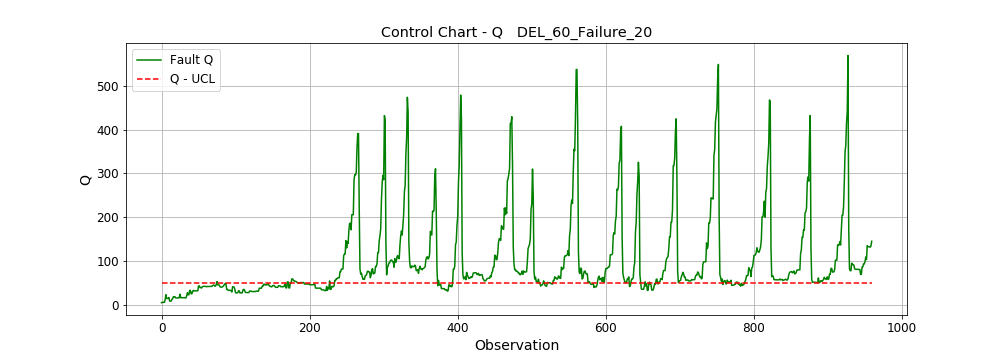 Control Chart - Q   DEL_60_Failure_20
Fault Q
Q - UCL
500
400
300
200
100
0
Q
0 200 400 600 800 1000
Observation